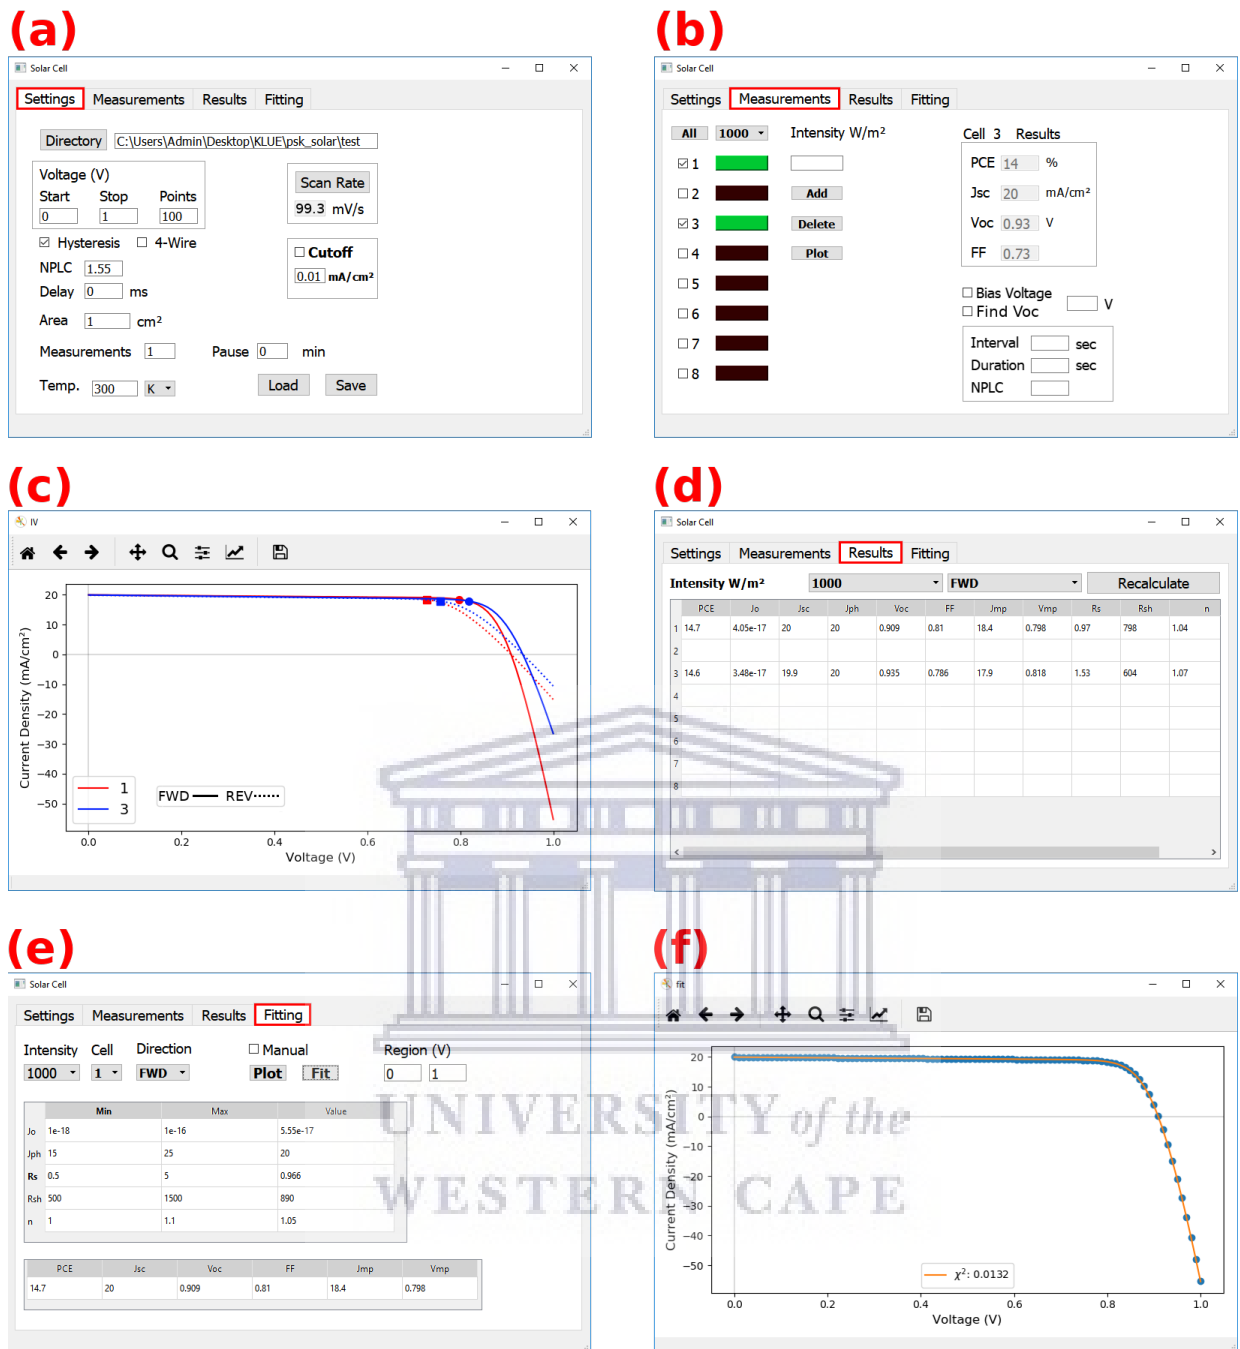 (a)
Solar Cell
Settings Measurements Results Fitting
Directory C:\Users\Admin\Desktop\KLUE\psk_solar\test
Voltage (V)
Start Stop Points
0 1 100
Scan Rate
99.3 mV/s
Hysteresis 4-Wire
Cutoff
0.01 mA/cm²
NPLC 1.55
Delay 0 ms
Area 1 cm²
Measurements 1 Pause 0 min
Temp. 300 K Load Save
(b)
Solar Cell
Settings Measurements Results Fitting
All 1000 Intensity W/m²
1
2 Add
3 Delete
4 Plot
5
6
7
8
Cell 3 Results
PCE 14 %
Jsc 20 mA/cm²
Voc 0.93 V
FF 0.73
Bias Voltage
Find Voc V
Interval sec
Duration sec
NPLC
(c)
IV
20
10
0
−10
−20
−30
−40
−50
Current Density (mA/cm²)
1
3
FWD REV
0.0 0.2 0.4 0.6 0.8 1.0
Voltage (V)
(d)
Solar Cell
Settings Measurements Results Fitting
Intensity W/m² 1000 FWD Recalculate
PCE Jo Jsc Jph Voc FF Jmp Vmp Rs Rsh n
1 14.7 4.05e-17 20 20 0.909 0.81 18.4 0.798 0.97 798 1.04
2
3 14.6 3.48e-17 19.9 20 0.935 0.786 17.9 0.818 1.53 604 1.07
4
5
6
7
8
(e)
Solar Cell
Settings Measurements Results Fitting
Intensity Cell Direction Manual Region (V)
1000 1 FWD Plot Fit 0 1
Min Max Value
Jo 1e-18 1e-16 5.55e-17
Jph 15 25 20
Rs 0.5 5 0.966
Rsh 500 1500 890
n 1 1.1 1.05
PCE Jsc Voc FF Jmp Vmp
14.7 20 0.909 0.81 18.4 0.798
(f)
fit
20
10
0
−10
−20
−30
−40
−50
Current Density (mA/cm²)
χ²: 0.0132
0.0 0.2 0.4 0.6 0.8 1.0
Voltage (V)
UNIVERSITY of the
WESTERN CAPE